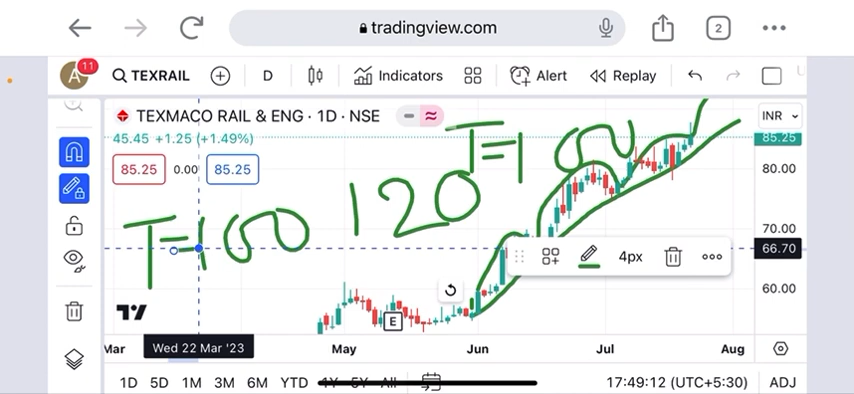 tradingview.com
2
A
11
TEXRAIL
D
Indicators
Alert
Replay
TEXMACO RAIL & ENG · 1D · NSE
INR
45.45 +1.25 (+1.49%)
85.25
85.25 0.00 85.25
80.00
T=100
120
T=100
70.00
66.70
4px
60.00
E
Mar
Wed 22 Mar '23
May
Jun
Jul
Aug
1D 5D 1M 3M 6M YTD 1Y 5Y All
17:49:12 (UTC+5:30)
ADJ